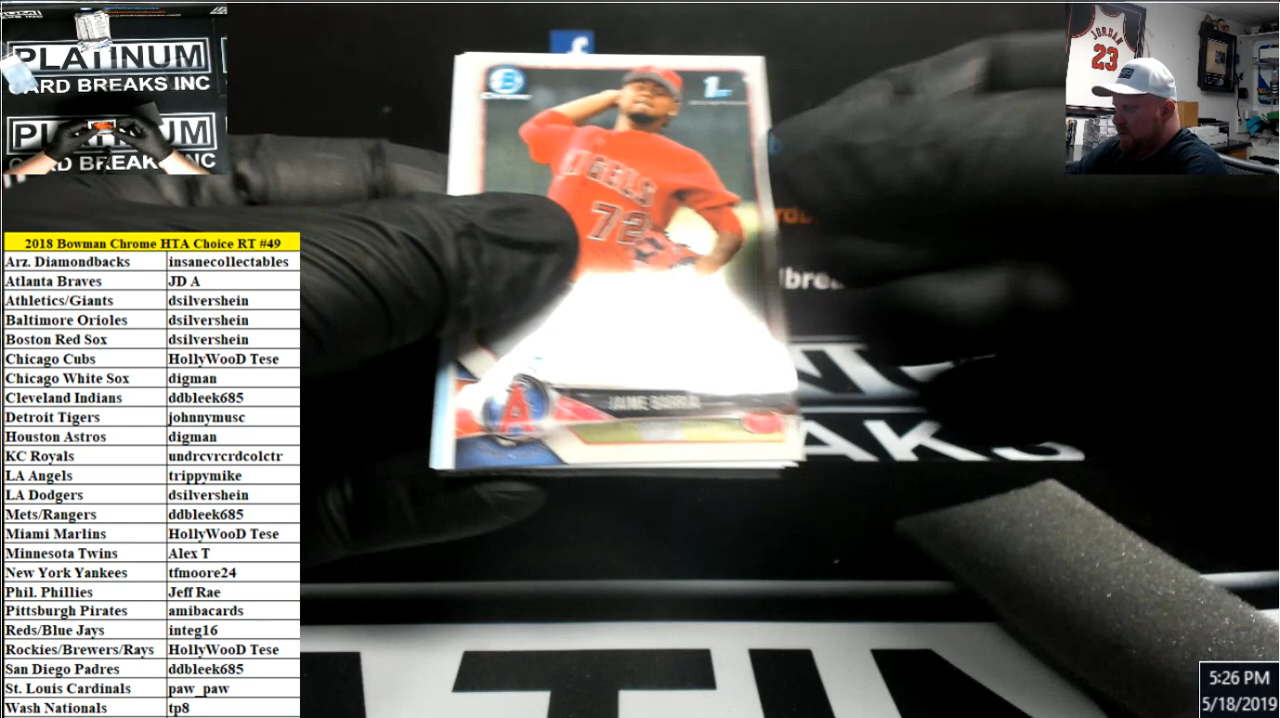 PLATINUM
CARD BREAKS INC
PLATINUM
CARD BREAK INC
JORDAN
23
f
B
1ST
ANGELS
72
A
JAIME BARRIA
2018 Bowman Chrome HTA Choice RT #49
Arz. Diamondbacks insanecollectables
Atlanta Braves JD A
Athletics/Giants dsilvershein
Baltimore Orioles dsilvershein
Boston Red Sox dsilvershein
Chicago Cubs HollyWooD Tese
Chicago White Sox digman
Cleveland Indians ddbleek685
Detroit Tigers johnnymusc
Houston Astros digman
KC Royals undrcvrcrdcolctr
LA Angels trippymike
LA Dodgers dsilvershein
Mets/Rangers ddbleek685
Miami Marlins HollyWooD Tese
Minnesota Twins Alex T
New York Yankees tfmoore24
Phil. Phillies Jeff Rae
Pittsburgh Pirates amibacards
Reds/Blue Jays integ16
Rockies/Brewers/Rays HollyWooD Tese
San Diego Padres ddbleek685
St. Louis Cardinals paw_paw
Wash Nationals tp8
5:26 PM
5/18/2019